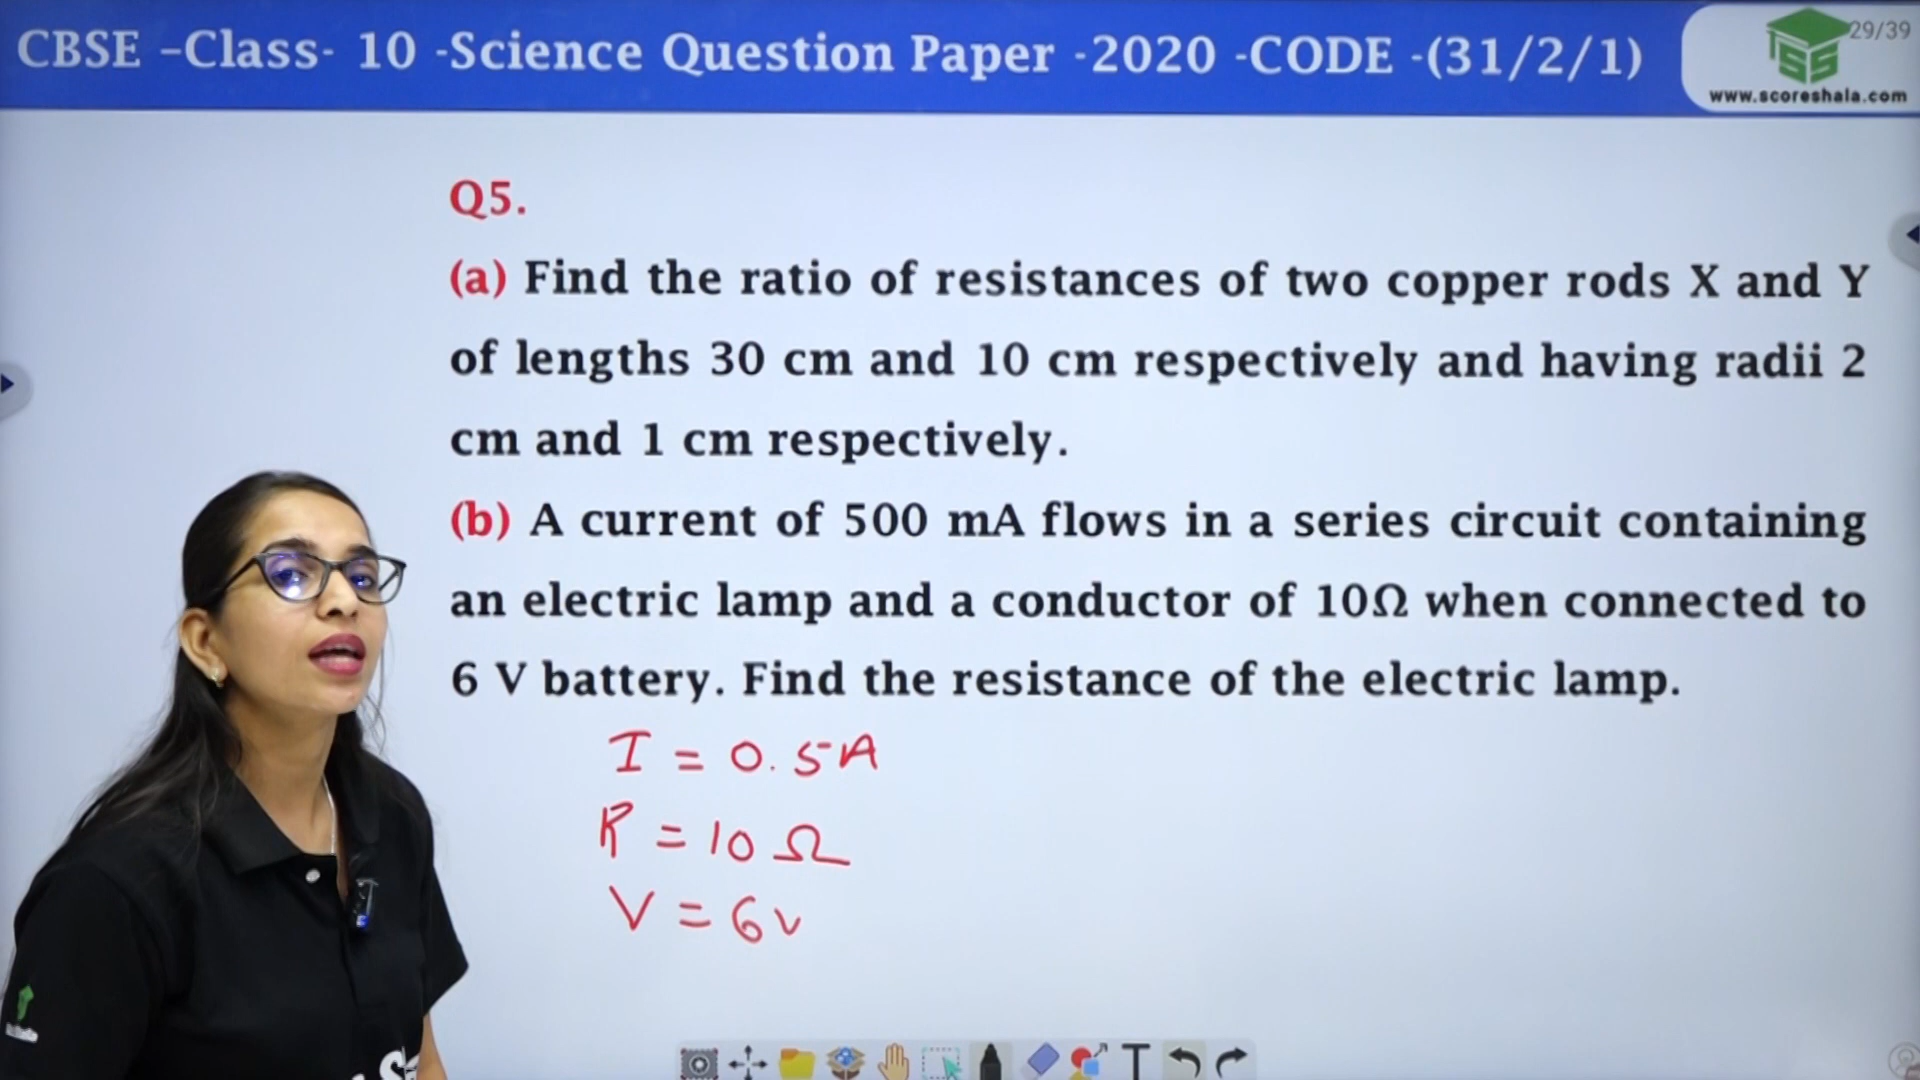 CBSE –Class- 10 -Science Question Paper -2020 -CODE -(31/2/1)
29/39
www.scoreshala.com
Q5.
(a) Find the ratio of resistances of two copper rods X and Y
of lengths 30 cm and 10 cm respectively and having radii 2
cm and 1 cm respectively.
(b) A current of 500 mA flows in a series circuit containing
an electric lamp and a conductor of 10Ω when connected to
6 V battery. Find the resistance of the electric lamp.
I = 0.5A
R = 10 Ω
V = 6v